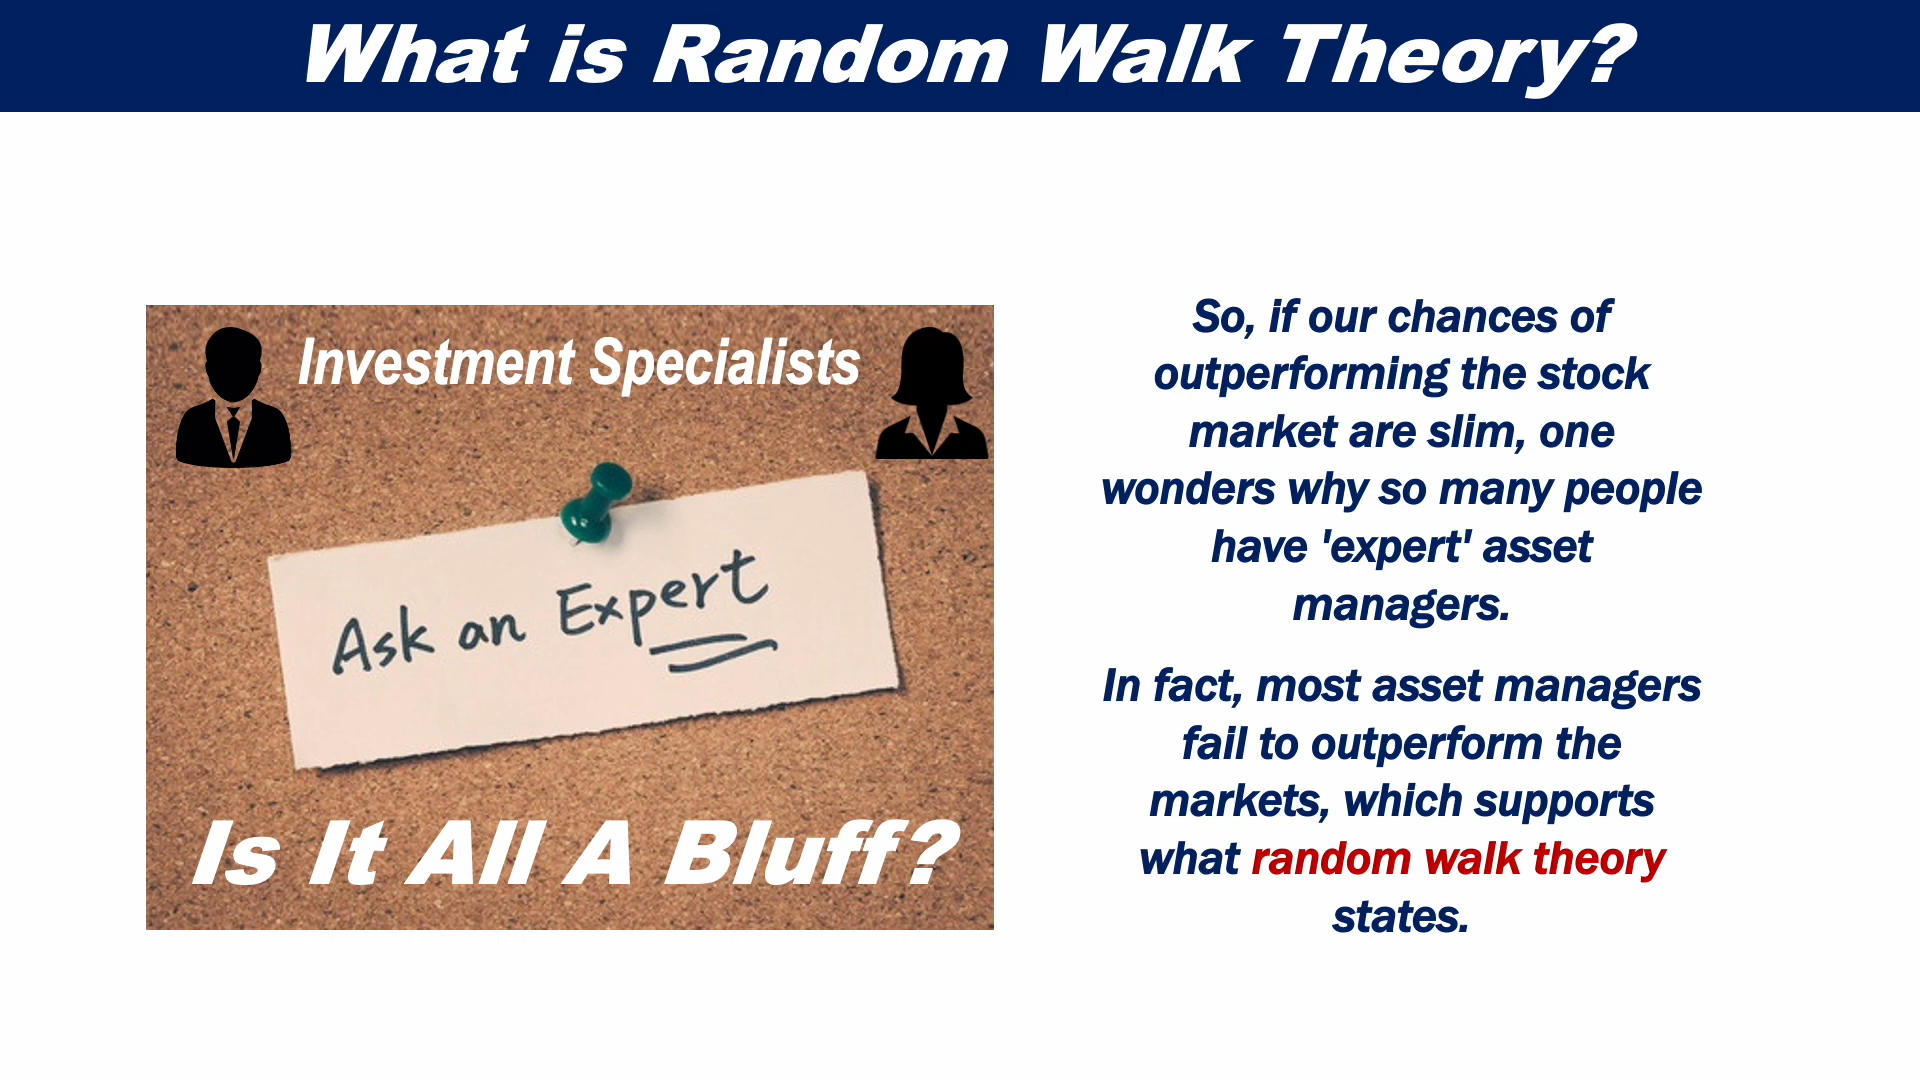 What is Random Walk Theory?
Investment Specialists
Ask an Expert
Is It All A Bluff?
So, if our chances of
outperforming the stock
market are slim, one
wonders why so many people
have 'expert' asset
managers.
In fact, most asset managers
fail to outperform the
markets, which supports
what random walk theory
states.